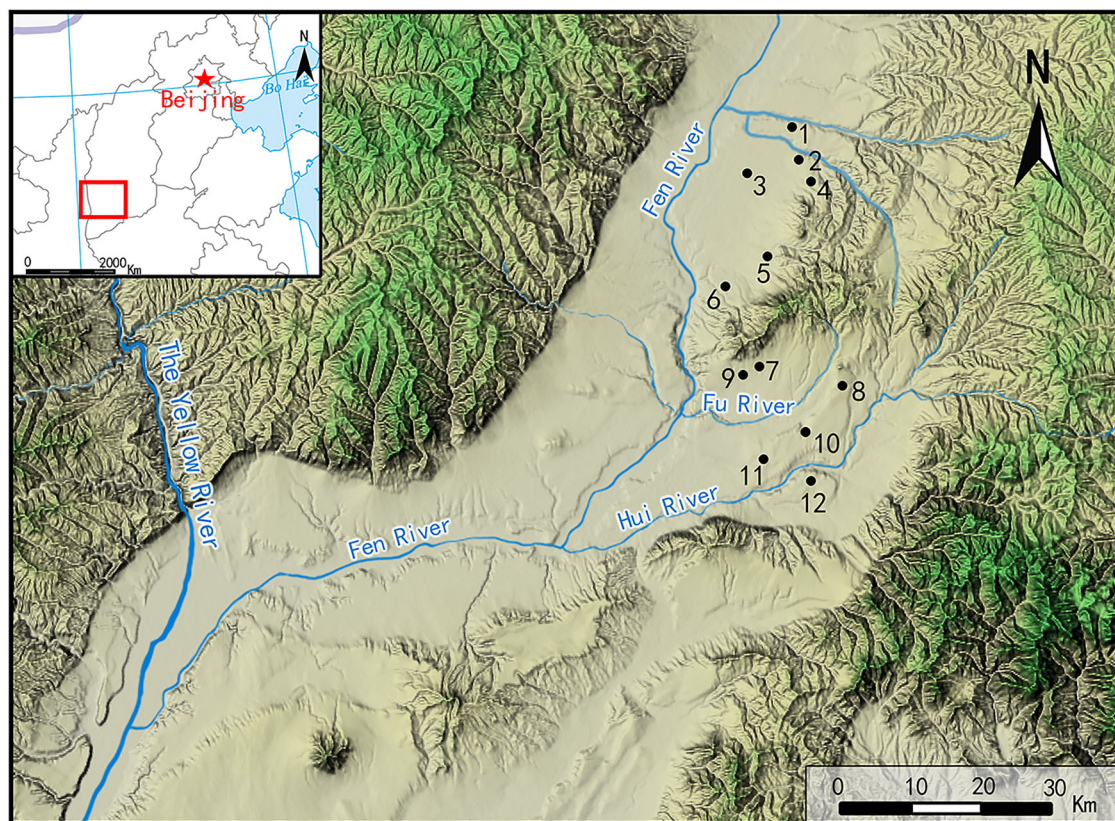 N
Beijing
Bo Hai
0 2000 Km
N
Fen River
1
2
3
4
5
6
The Yellow River
7
9
8
Fu River
10
11
12
Hui River
Fen River
0 10 20 30 Km